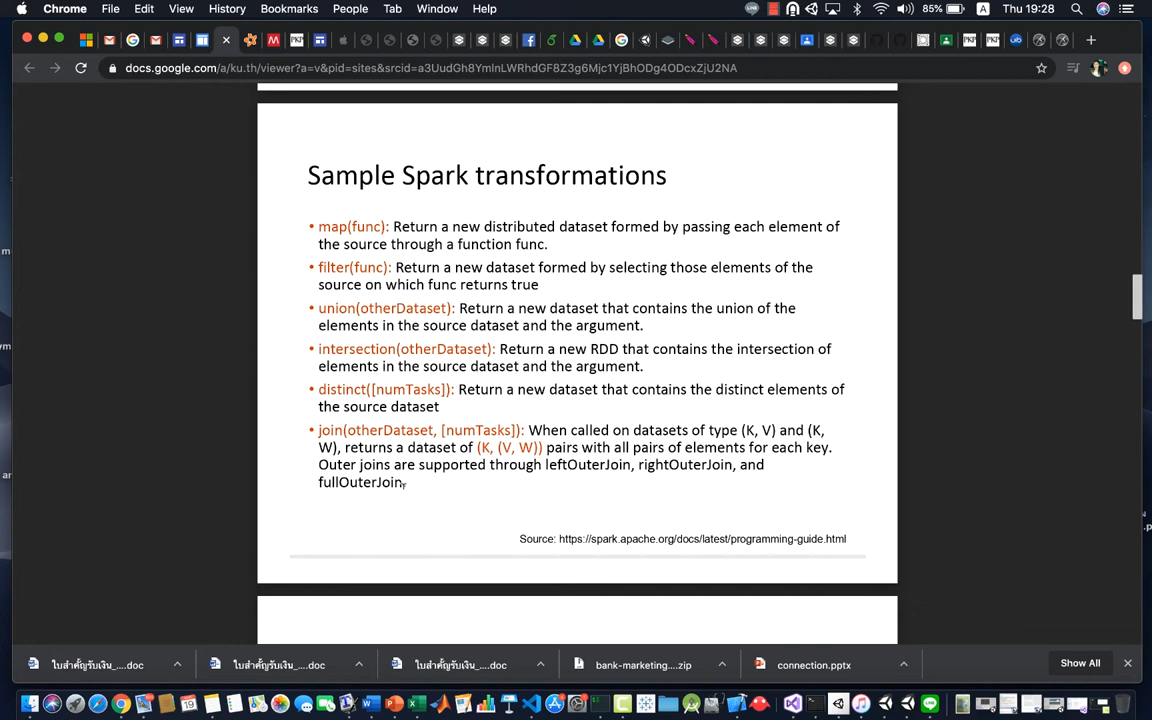 Chrome File Edit View History Bookmarks People Tab Window Help
85% A Thu 19:28
docs.google.com/a/ku.th/viewer?a=v&pid=sites&srcid=a3UudGh8YmlnLWRhdGF8Z3g6Mjc1YjBhODg4ODcxZjU2NA
Sample Spark transformations
• map(func): Return a new distributed dataset formed by passing each element of
the source through a function func.
• filter(func): Return a new dataset formed by selecting those elements of the
source on which func returns true
• union(otherDataset): Return a new dataset that contains the union of the
elements in the source dataset and the argument.
• intersection(otherDataset): Return a new RDD that contains the intersection of
elements in the source dataset and the argument.
• distinct([numTasks]): Return a new dataset that contains the distinct elements of
the source dataset
• join(otherDataset, [numTasks]): When called on datasets of type (K, V) and (K,
W), returns a dataset of (K, (V, W)) pairs with all pairs of elements for each key.
Outer joins are supported through leftOuterJoin, rightOuterJoin, and
fullOuterJoin.
Source: https://spark.apache.org/docs/latest/programming-guide.html
ใบสำคัญรับเงิน_....doc ใบสำคัญรับเงิน_....doc ใบสำคัญรับเงิน_....doc bank-marketing....zip connection.pptx Show All